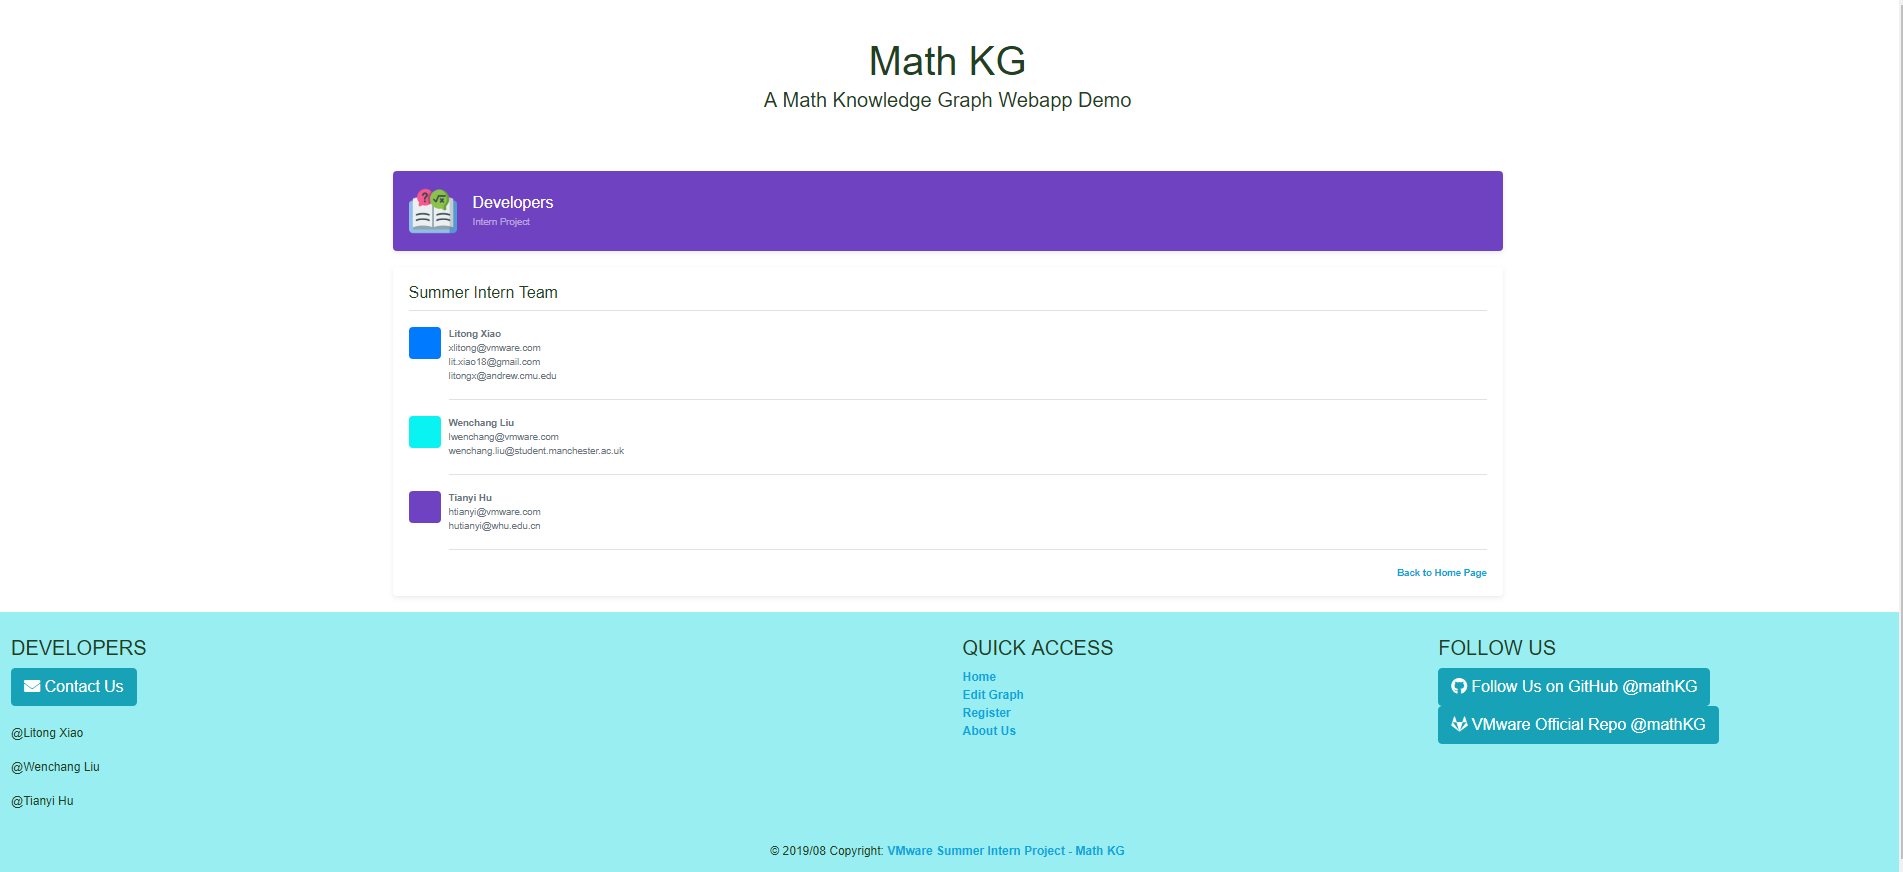 Math KG
A Math Knowledge Graph Webapp Demo
Developers
Intern Project
Summer Intern Team
Litong Xiao
xlitong@vmware.com
lit.xiao18@gmail.com
litongx@andrew.cmu.edu
Wenchang Liu
lwenchang@vmware.com
wenchang.liu@student.manchester.ac.uk
Tianyi Hu
htianyi@vmware.com
hutianyi@whu.edu.cn
Back to Home Page
DEVELOPERS
Contact Us
@Litong Xiao
@Wenchang Liu
@Tianyi Hu
QUICK ACCESS
Home
Edit Graph
Register
About Us
FOLLOW US
Follow Us on GitHub @mathKG
VMware Official Repo @mathKG
© 2019/08 Copyright: VMware Summer Intern Project - Math KG